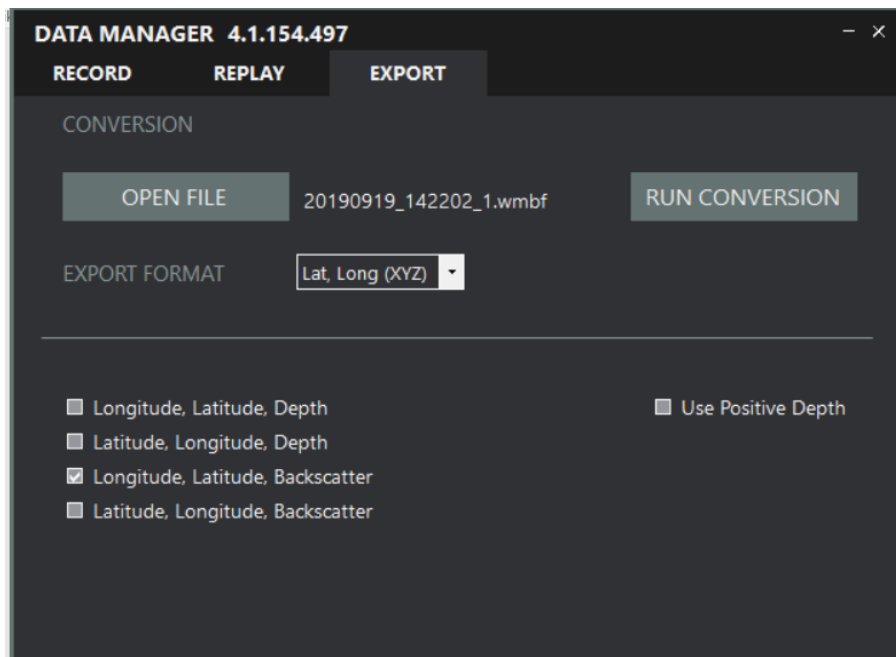 DATA MANAGER 4.1.154.497
RECORD REPLAY EXPORT
CONVERSION
OPEN FILE 20190919_142202_1.wmbf RUN CONVERSION
EXPORT FORMAT Lat, Long (XYZ)
Longitude, Latitude, Depth Use Positive Depth
Latitude, Longitude, Depth
Longitude, Latitude, Backscatter
Latitude, Longitude, Backscatter